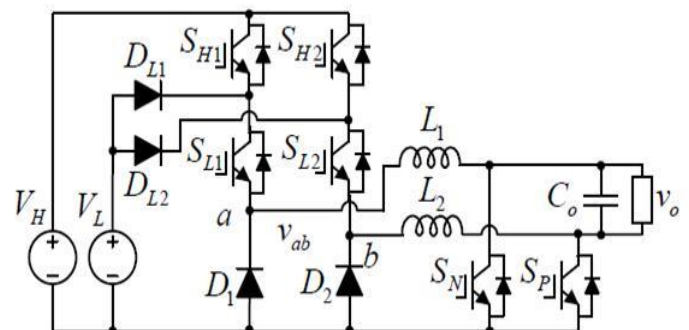 S_H1 S_H2
D_L1
L_1
S_L1 S_L2
D_L2
L_2 C_o v_o
V_H V_L a
v_ab
b
S_N S_P
D_1 D_2
+ +
- -